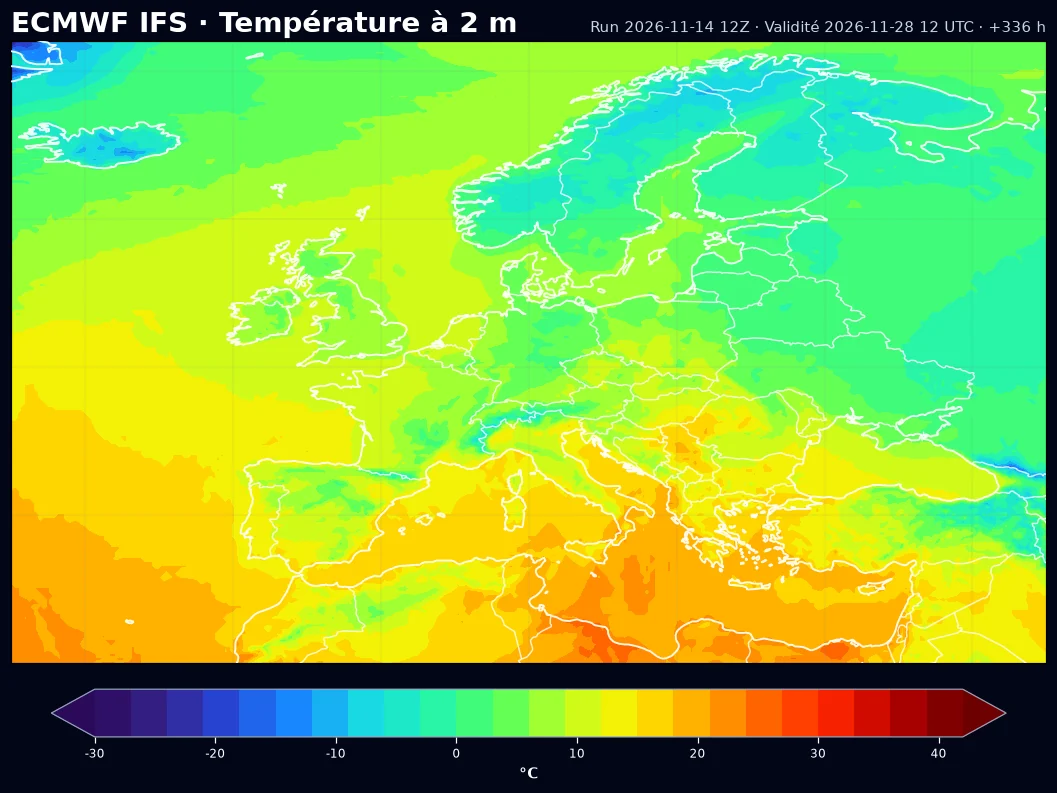 ECMWF IFS · Température à 2 m
Run 2026-11-14 12Z · Validité 2026-11-28 12 UTC · +336 h
-30 -20 -10 0 10 20 30 40
°C